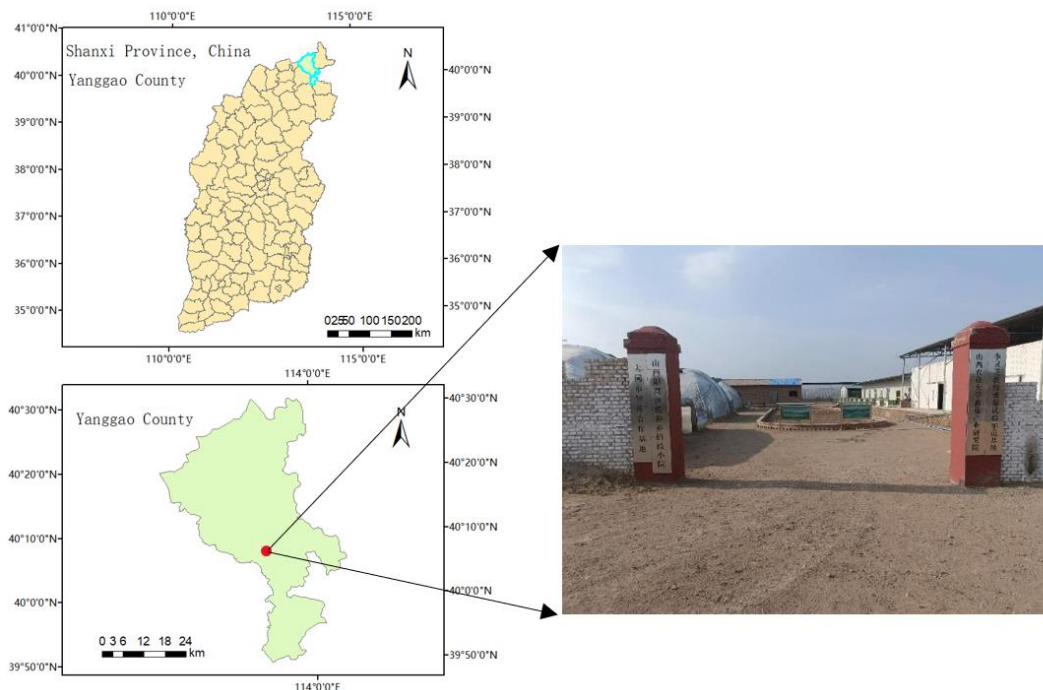 110°0'0"E 115°0'0"E
41°0'0"N
Shanxi Province, China
Yanggao County
N
40°0'0"N 40°0'0"N
39°0'0"N 39°0'0"N
38°0'0"N 38°0'0"N
37°0'0"N 37°0'0"N
36°0'0"N 36°0'0"N
35°0'0"N 35°0'0"N
02550 100 150200
km
110°0'0"E 115°0'0"E
114°0'0"E
40°30'0"N 40°30'0"N
Yanggao County
N
40°20'0"N 40°20'0"N
40°10'0"N 40°10'0"N
40°0'0"N 40°0'0"N
0 3 6 12 18 24
km
39°50'0"N 39°50'0"N
114°0'0"E